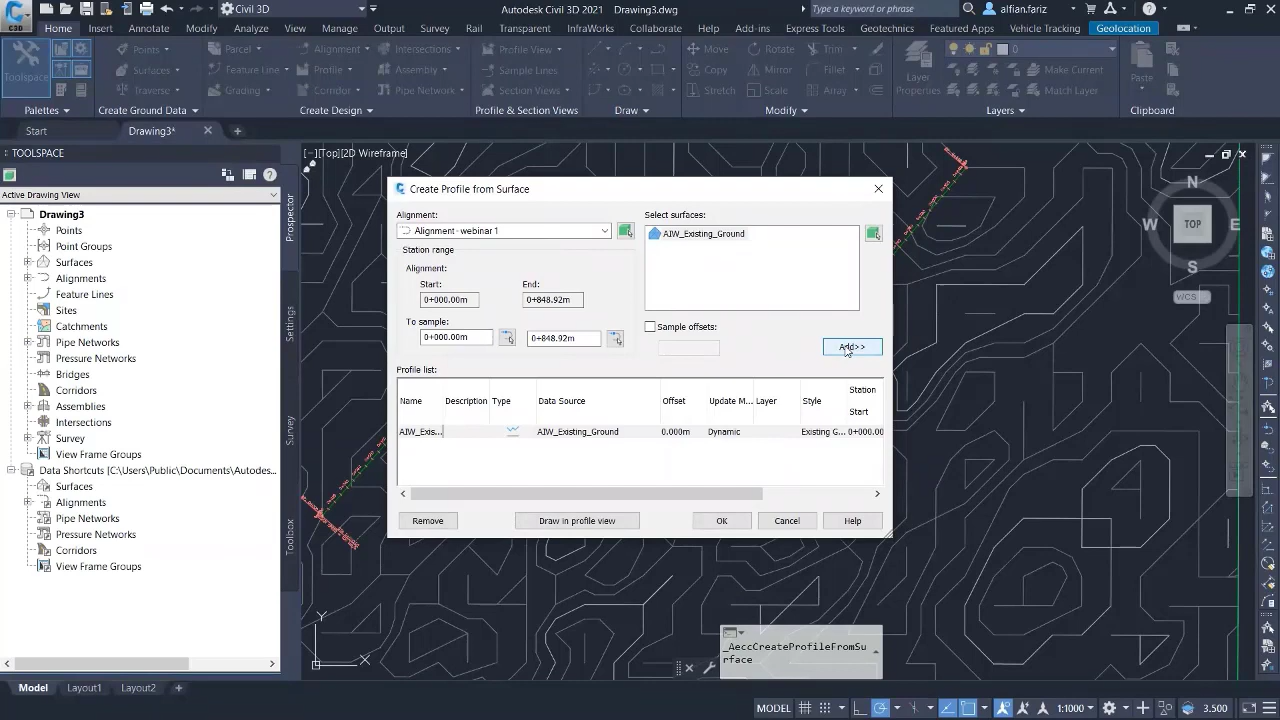 Civil 3D
Autodesk Civil 3D 2021 Drawing3.dwg
Type a keyword or phrase
alfian.fariz
Home Insert Annotate Modify Analyze View Manage Output Survey Rail Transparent InfraWorks Collaborate Help Add-ins Express Tools Geotechnics Featured Apps Vehicle Tracking Geolocation
Toolspace
Points
Surfaces
Traverse
Parcel
Feature Line
Grading
Alignment
Profile
Corridor
Intersections
Assembly
Pipe Network
Profile View
Sample Lines
Section Views
Move Rotate Trim
Copy Mirror Fillet
Stretch Scale Array
Layer
Properties
0
Make Current
Match Layer
Paste
Palettes Create Ground Data Create Design Profile & Section Views Draw Modify Layers Clipboard
Start Drawing3*
TOOLSPACE
Active Drawing View
Drawing3
Points
Point Groups
Surfaces
Alignments
Feature Lines
Sites
Catchments
Pipe Networks
Pressure Networks
Bridges
Corridors
Assemblies
Intersections
Survey
View Frame Groups
Data Shortcuts [C:\Users\Public\Documents\Autodes...
Surfaces
Alignments
Pipe Networks
Pressure Networks
Corridors
View Frame Groups
Prospector
Settings
Survey
Toolbox
[−][Top][2D Wireframe]
N
W TOP E
S
WCS
Create Profile from Surface
Alignment:
Alignment - webinar 1
Station range
Alignment:
Start: End:
0+000.00m 0+848.92m
To sample:
0+000.00m 0+848.92m
Select surfaces:
AIW_Existing_Ground
Sample offsets:
Add>>
Profile list:
Name Description Type Data Source Offset Update M... Layer Style Station
Start
AIW_Exis... AIW_Existing_Ground 0.000m Dynamic Existing G... 0+000.00
Remove Draw in profile view OK Cancel Help
Y
X
_AeccCreateProfileFromSu
rface
Model Layout1 Layout2
MODEL 1:1000 3.500